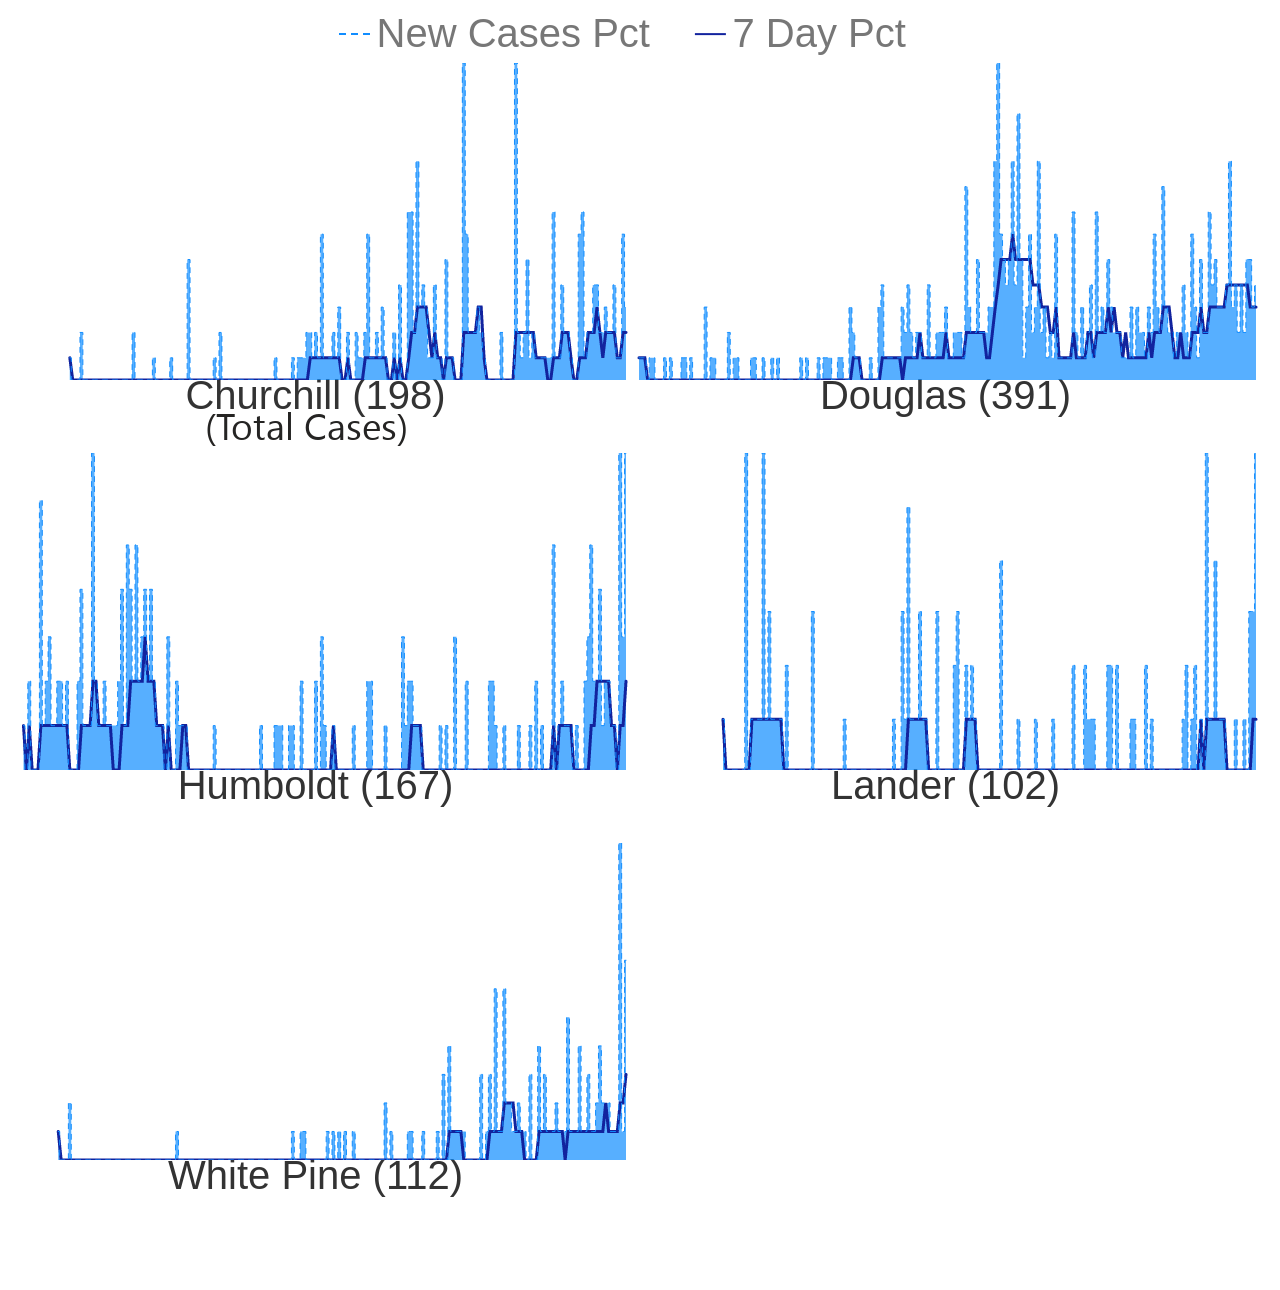 New Cases Pct 7 Day Pct
Churchill (198) Douglas (391)
(Total Cases)
Humboldt (167) Lander (102)
White Pine (112)